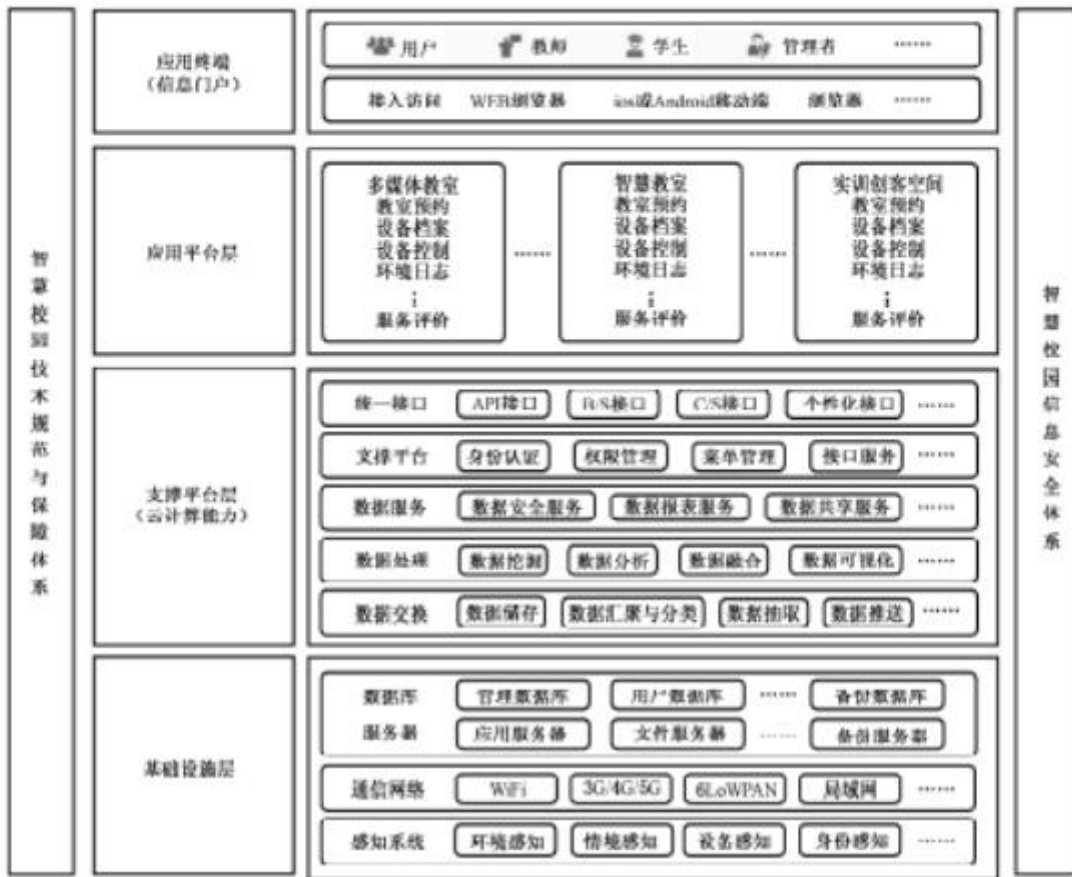 智慧校园技术规范与保障体系
应用终端
（信息门户）
用户 教师 学生 管理者 ……
接入访问 WEB浏览器 ios或Android移动端 浏览器 ……
应用平台层
多媒体教室
教室预约
设备档案
设备控制
环境日志
⋮
服务评价
……
智慧教室
教室预约
设备档案
设备控制
环境日志
⋮
服务评价
……
实训创客空间
教室预约
设备档案
设备控制
环境日志
⋮
服务评价
支撑平台层
（云计算能力）
统一接口 API接口 B/S接口 C/S接口 个性化接口 ……
支撑平台 身份认证 权限管理 菜单管理 接口服务 ……
数据服务 数据安全服务 数据报表服务 数据共享服务 ……
数据处理 数据挖掘 数据分析 数据融合 数据可视化 ……
数据交换 数据储存 数据汇聚与分类 数据抽取 数据推送 ……
基础设施层
数据库 管理数据库 用户数据库 …… 备份数据库
服务器 应用服务器 文件服务器 …… 备份服务器
通信网络 WiFi 3G/4G/5G 6LoWPAN 局域网 ……
感知系统 环境感知 情境感知 设备感知 身份感知 ……
智慧校园信息安全体系